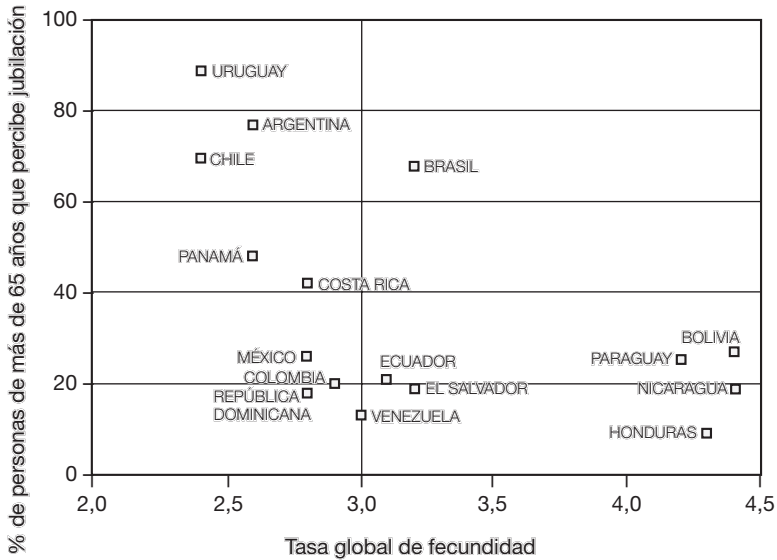 % de personas de más de 65 años que percibe jubilación
100
80
60
40
20
0
URUGUAY
ARGENTINA
CHILE
BRASIL
PANAMÁ
COSTA RICA
BOLIVIA
MÉXICO
ECUADOR
PARAGUAY
COLOMBIA
EL SALVADOR
NICARAGUA
REPÚBLICA
DOMINICANA
VENEZUELA
HONDURAS
2,0
2,5
3,0
3,5
4,0
4,5
Tasa global de fecundidad